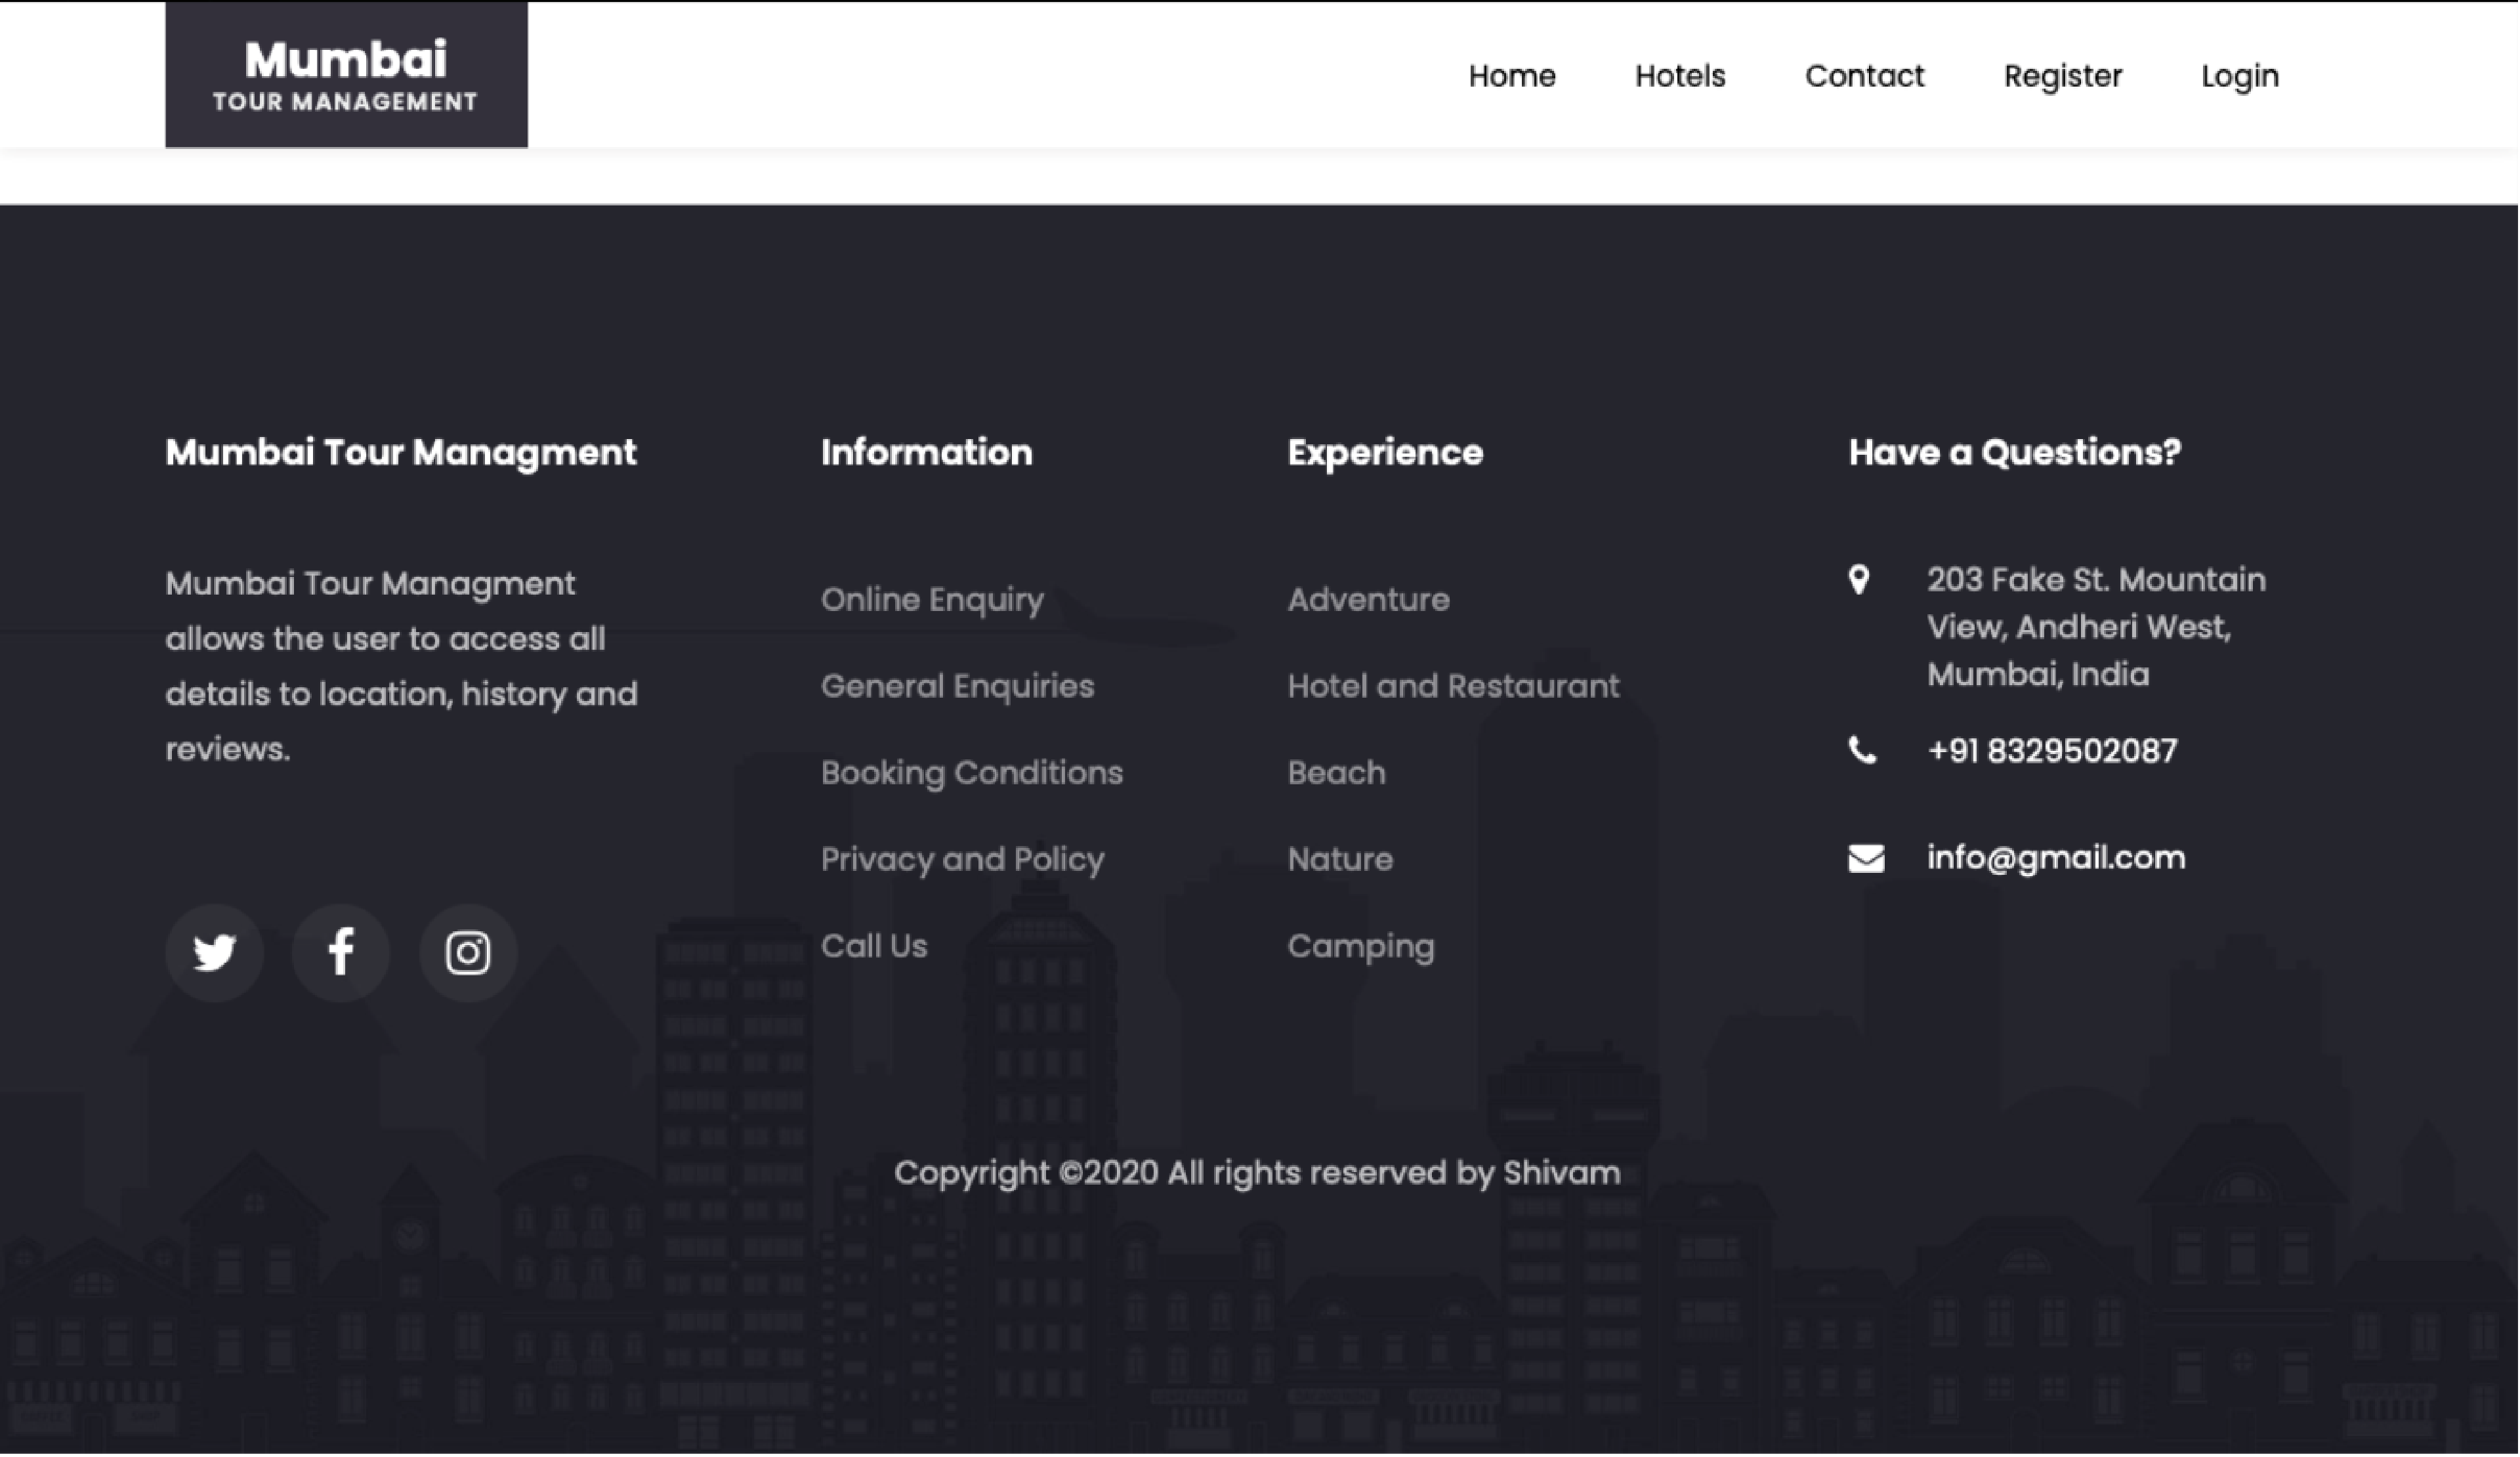 Mumbai
TOUR MANAGEMENT
Home
Hotels
Contact
Register
Login
Mumbai Tour Managment
Mumbai Tour Managment
allows the user to access all
details to location, history and
reviews.
Information
Online Enquiry
General Enquiries
Booking Conditions
Privacy and Policy
Call Us
Experience
Adventure
Hotel and Restaurant
Beach
Nature
Camping
Have a Questions?
203 Fake St. Mountain
View, Andheri West,
Mumbai, India
+91 8329502087
info@gmail.com
Copyright ©2020 All rights reserved by Shivam